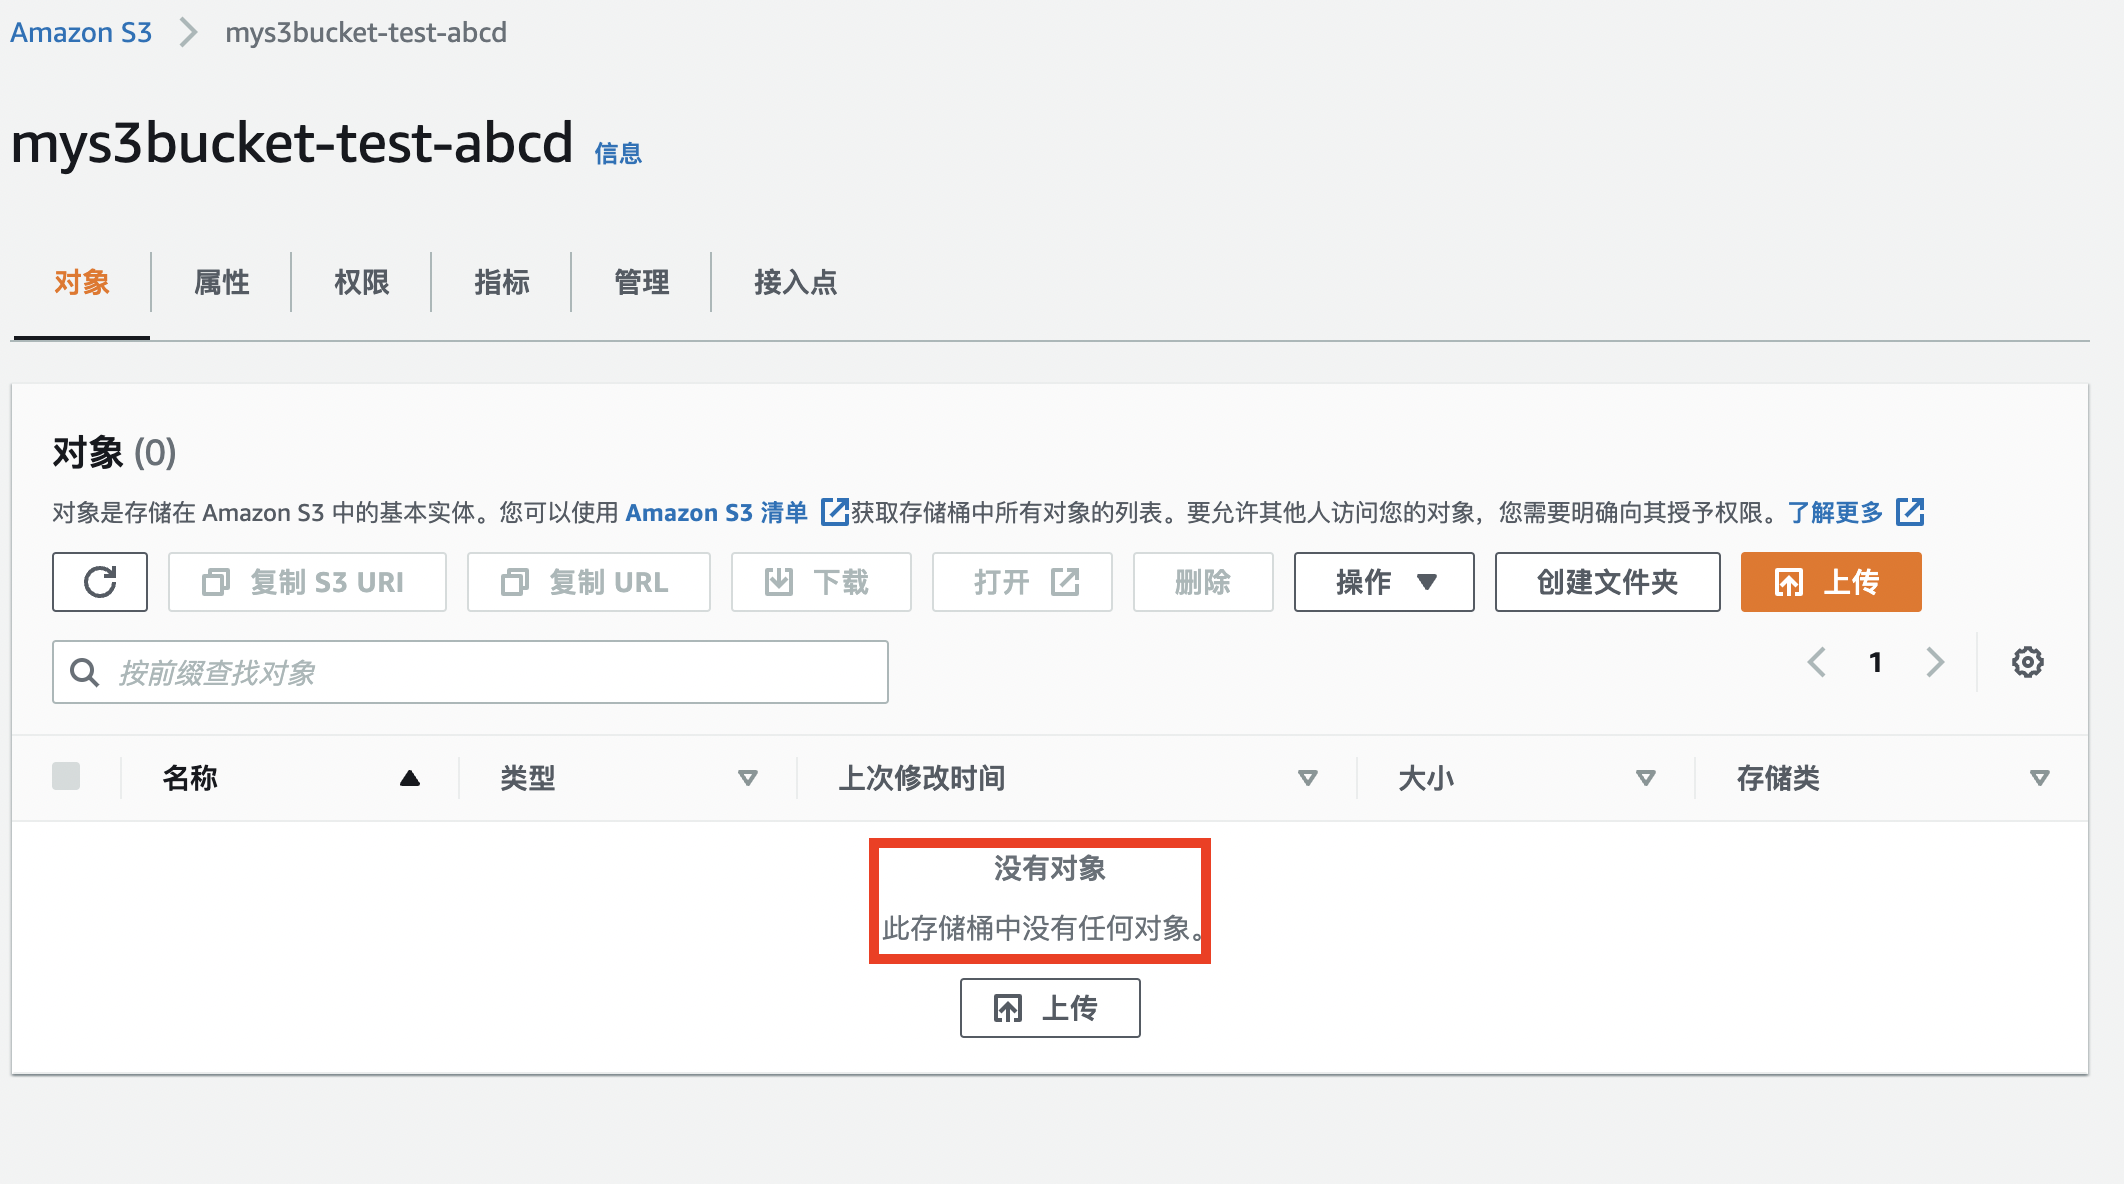 Amazon S3 mys3bucket-test-abcd
mys3bucket-test-abcd 信息
对象 属性 权限 指标 管理 接入点
对象 (0)
对象是存储在 Amazon S3 中的基本实体。您可以使用 Amazon S3 清单 获取存储桶中所有对象的列表。要允许其他人访问您的对象，您需要明确向其授予权限。了解更多
复制 S3 URI 复制 URL 下载 打开 删除 操作 创建文件夹 上传
按前缀查找对象 1
名称 类型 上次修改时间 大小 存储类
没有对象
此存储桶中没有任何对象。
上传